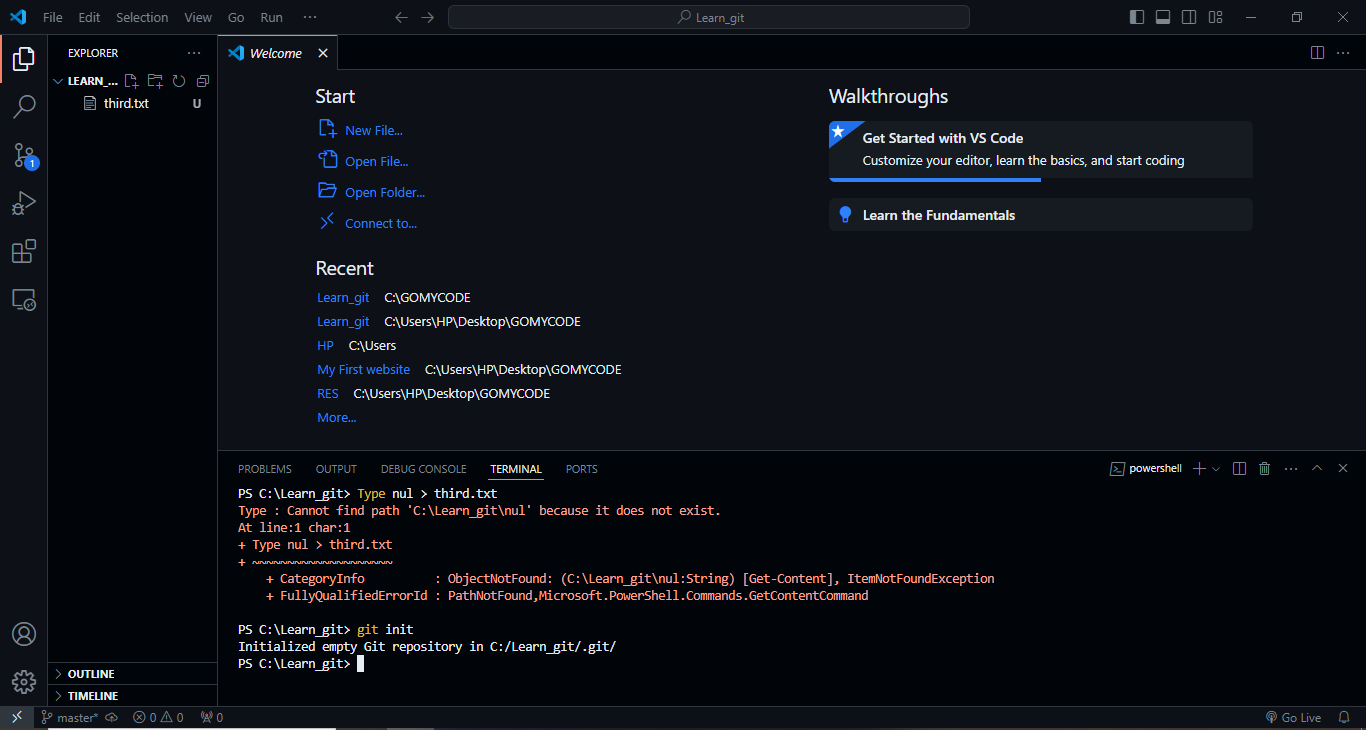 File Edit Selection View Go Run ···
Learn_git
EXPLORER
LEARN_...
third.txt U
1
OUTLINE
TIMELINE
Welcome
Start
New File...
Open File...
Open Folder...
Connect to...
Recent
Learn_git C:\GOMYCODE
Learn_git C:\Users\HP\Desktop\GOMYCODE
HP C:\Users
My First website C:\Users\HP\Desktop\GOMYCODE
RES C:\Users\HP\Desktop\GOMYCODE
More...
Walkthroughs
Get Started with VS Code
Customize your editor, learn the basics, and start coding
Learn the Fundamentals
PROBLEMS OUTPUT DEBUG CONSOLE TERMINAL PORTS
powershell
PS C:\Learn_git> Type nul > third.txt
Type : Cannot find path 'C:\Learn_git\nul' because it does not exist.
At line:1 char:1
+ Type nul > third.txt
+ ~~~~~~~~~~~~~~~~~~~~
+ CategoryInfo : ObjectNotFound: (C:\Learn_git\nul:String) [Get-Content], ItemNotFoundException
+ FullyQualifiedErrorId : PathNotFound,Microsoft.PowerShell.Commands.GetContentCommand
PS C:\Learn_git> git init
Initialized empty Git repository in C:/Learn_git/.git/
PS C:\Learn_git>
master* 0 0 0 Go Live